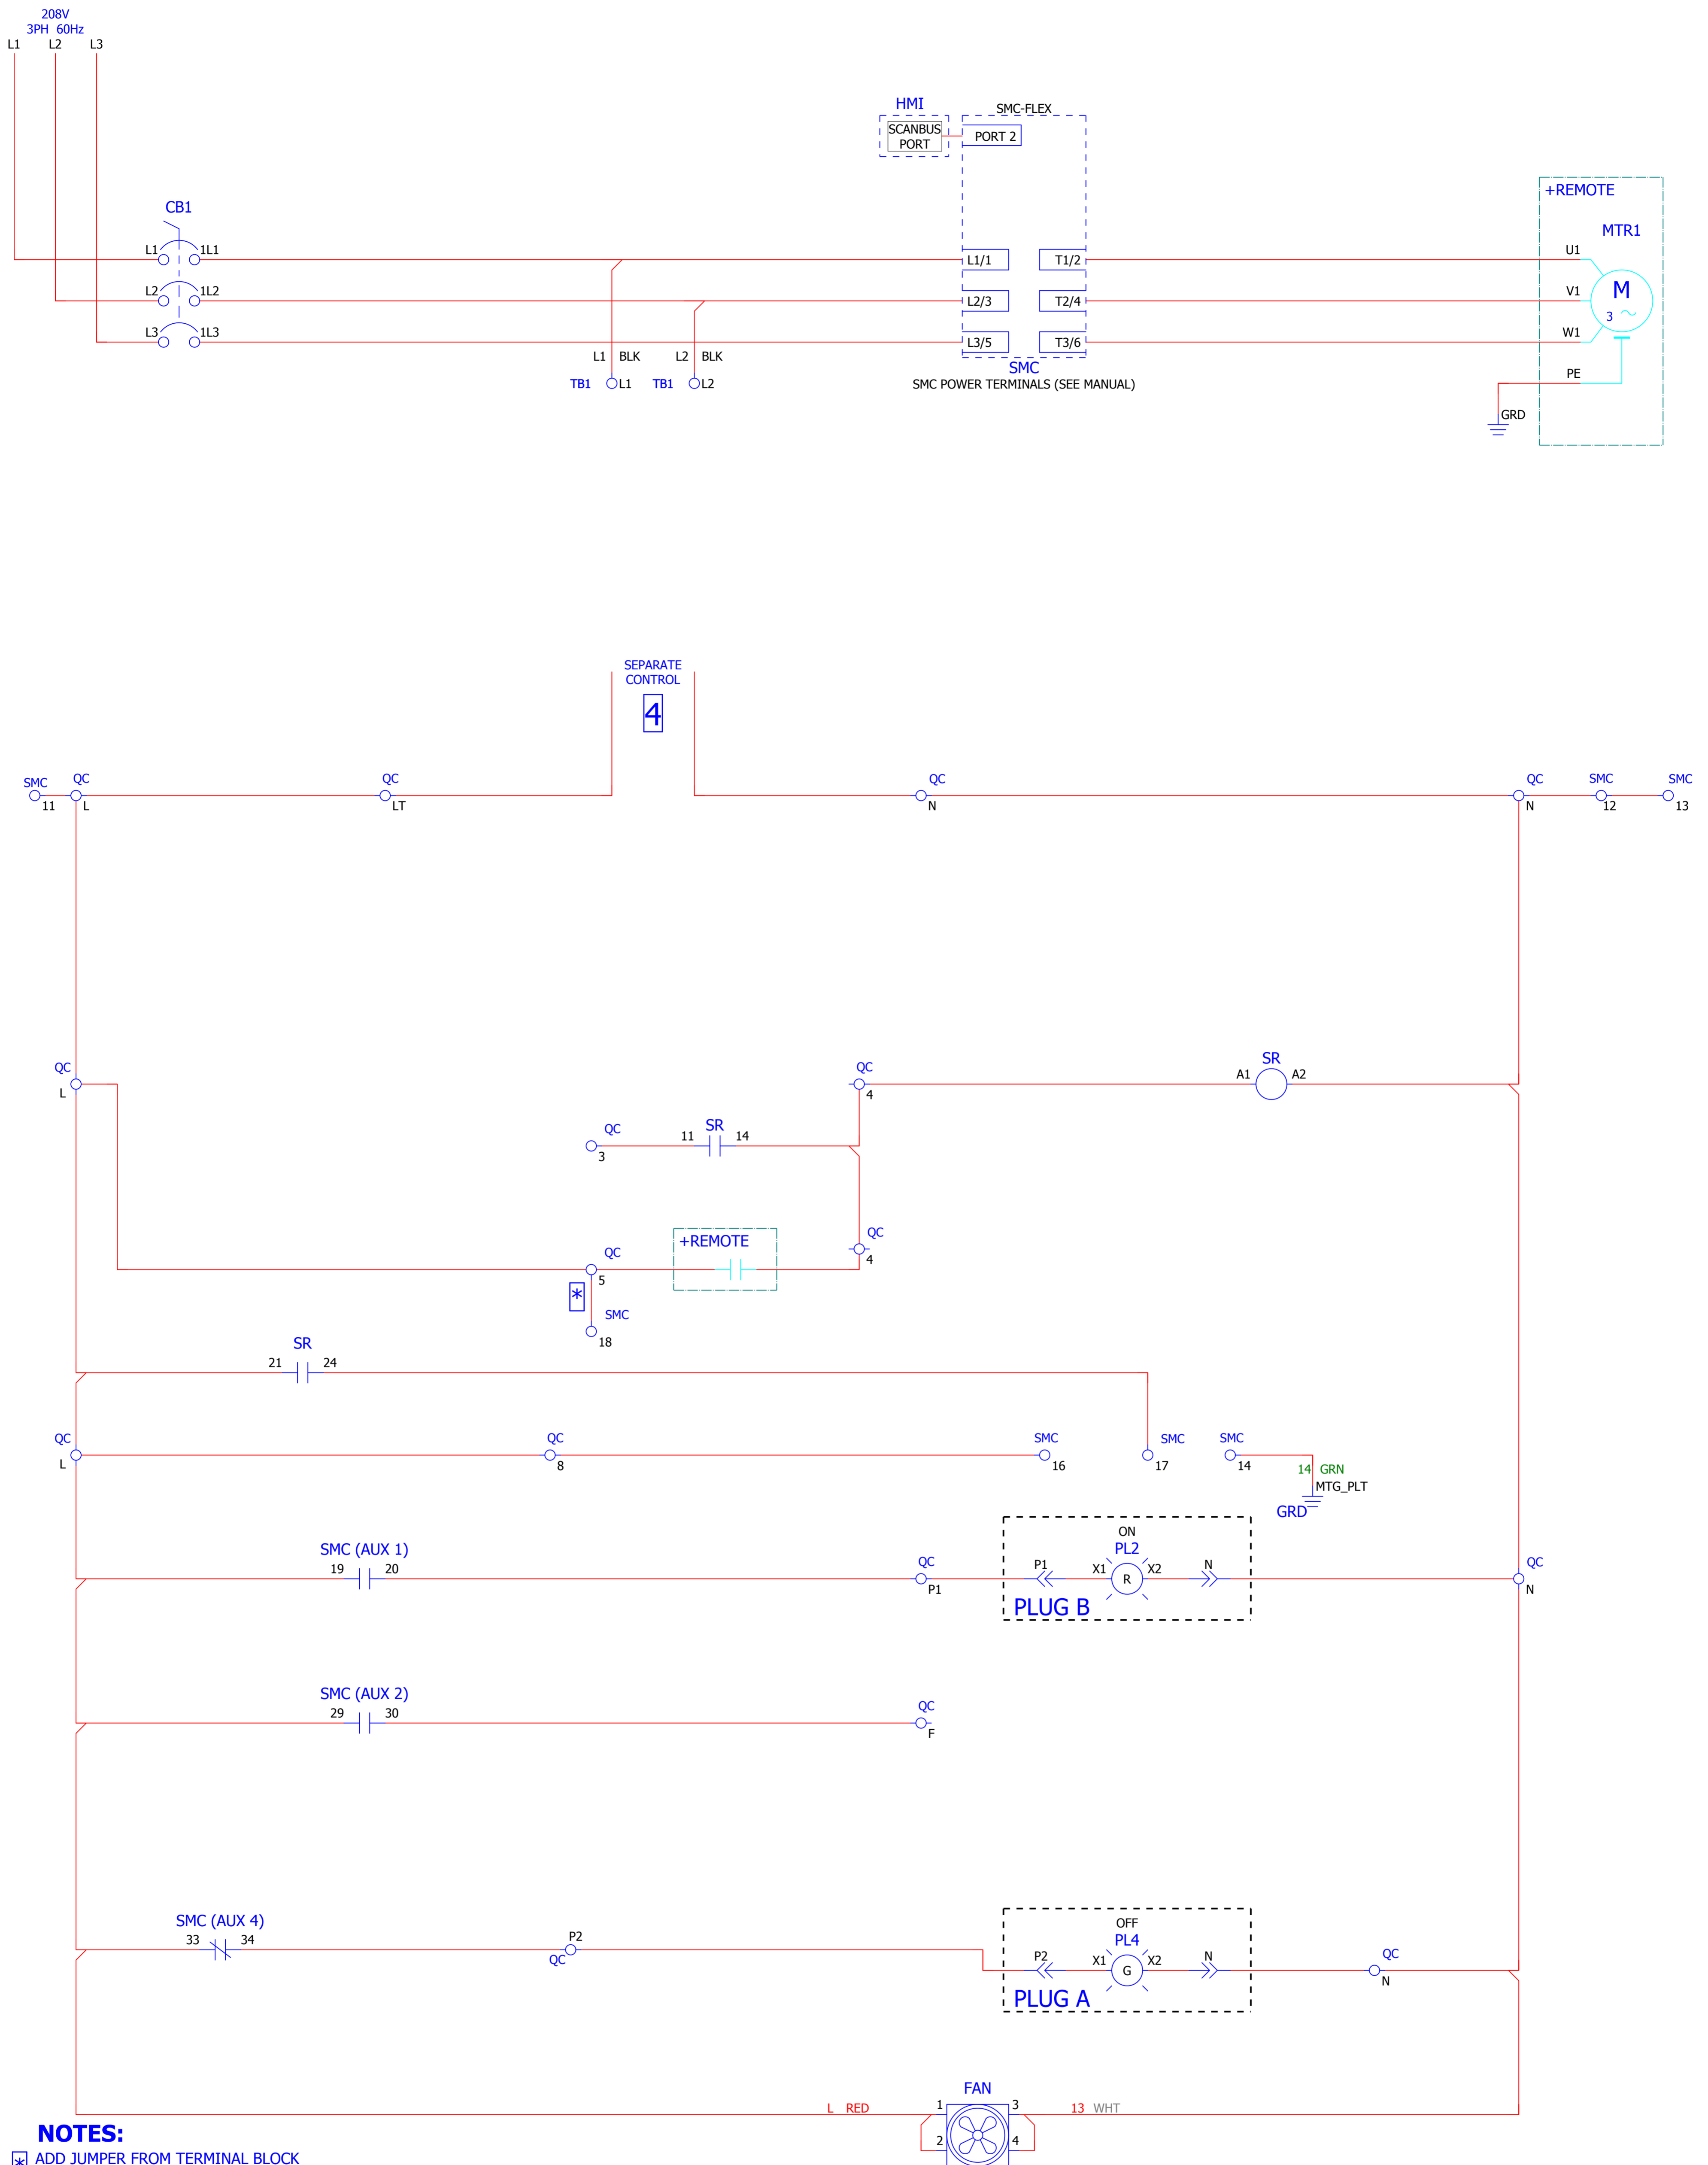 208V
3PH 60Hz
L1 L2 L3
HMI
SMC-FLEX
SCANBUS
PORT
PORT 2
+REMOTE
CB1
MTR1
L1 1L1
L1/1 T1/2
U1
L2 1L2
L2/3 T2/4
V1
M
3
L3 1L3
L3/5 T3/6
W1
L1 BLK L2 BLK
SMC
PE
TB1 L1 TB1 L2
SMC POWER TERMINALS (SEE MANUAL)
GRD
SEPARATE
CONTROL
4
SMC QC QC QC QC SMC SMC
11 L LT N N 12 13
QC QC SR
A1 A2
L 4
QC SR
11 14
3
QC
+REMOTE
QC
4
5
*
SMC
18
SR
21 24
QC QC SMC SMC SMC
L 8 16 17 14
14 GRN
MTG_PLT
GRD
ON
SMC (AUX 1) PL2
19 20 QC P1 X1 X2 N QC
R
P1 N
PLUG B
SMC (AUX 2)
29 30 QC
F
SMC (AUX 4) OFF
33 34 P2 PL4
QC P2 X1 X2 N QC
G
N
PLUG A
FAN
L RED 1 3 13 WHT
2 4
NOTES:
* ADD JUMPER FROM TERMINAL BLOCK